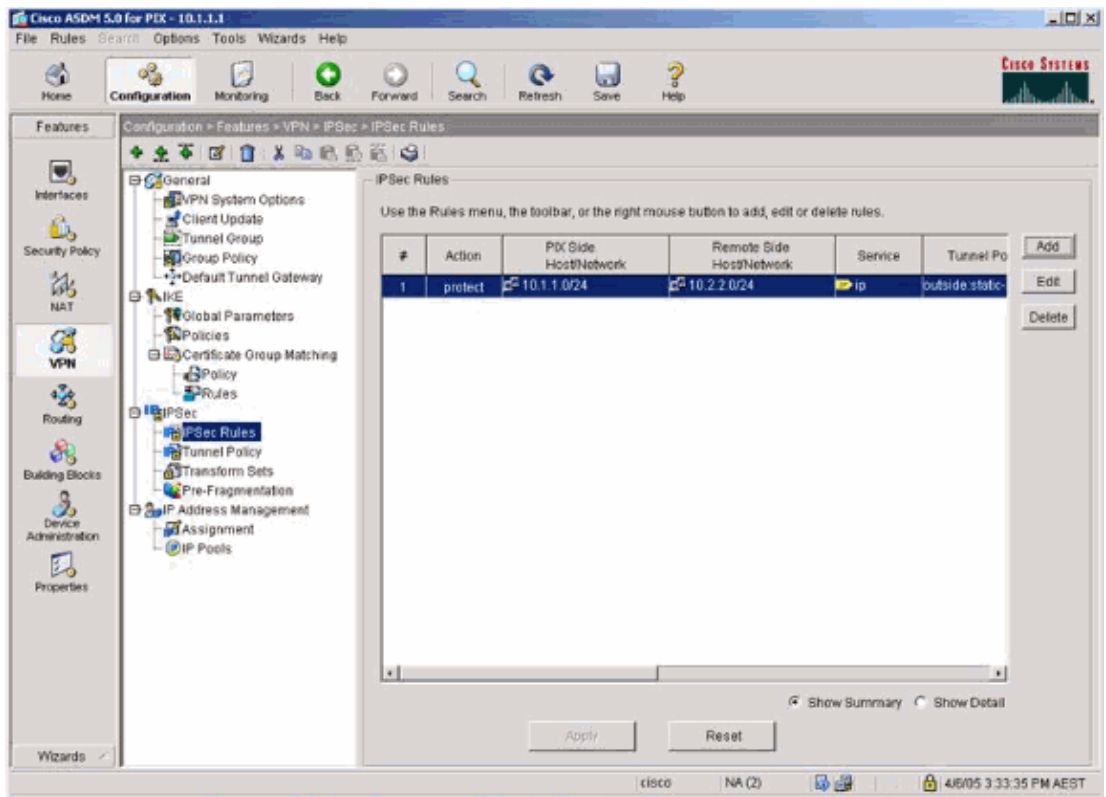 Cisco ASDM 5.0 for PIX - 10.1.1.1
File Rules Search Options Tools Wizards Help
Home Configuration Monitoring Back Forward Search Refresh Save Help
CISCO SYSTEMS
Features
Configuration > Features > VPN > IPSec > IPSec Rules
Interfaces
Security Policy
NAT
VPN
Routing
Building Blocks
Device Administration
Properties
Wizards
General
VPN System Options
Client Update
Tunnel Group
Group Policy
Default Tunnel Gateway
IKE
Global Parameters
Policies
Certificate Group Matching
Policy
Rules
IPSec
IPSec Rules
Tunnel Policy
Transform Sets
Pre-Fragmentation
IP Address Management
Assignment
IP Pools
IPSec Rules
Use the Rules menu, the toolbar, or the right mouse button to add, edit or delete rules.
# Action PIX Side Host/Network Remote Side Host/Network Service Tunnel Po
1 protect 10.1.1.0/24 10.2.2.0/24 ip outside:static-
Add
Edit
Delete
Show Summary Show Detail
Apply Reset
cisco NA (2) 4/6/05 3:33:35 PM AEST